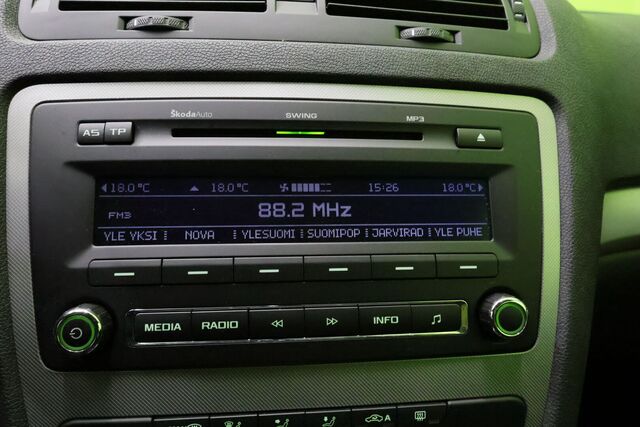 ŠkodaAuto SWING MP3
AS TP
18.0 °C 18.0 °C 15:26 18.0 °C
FM3 88.2 MHz
YLE YKSI NOVA YLESUOMI SUOMIPOP JARVIRAD YLE PUHE
MEDIA RADIO INFO
A